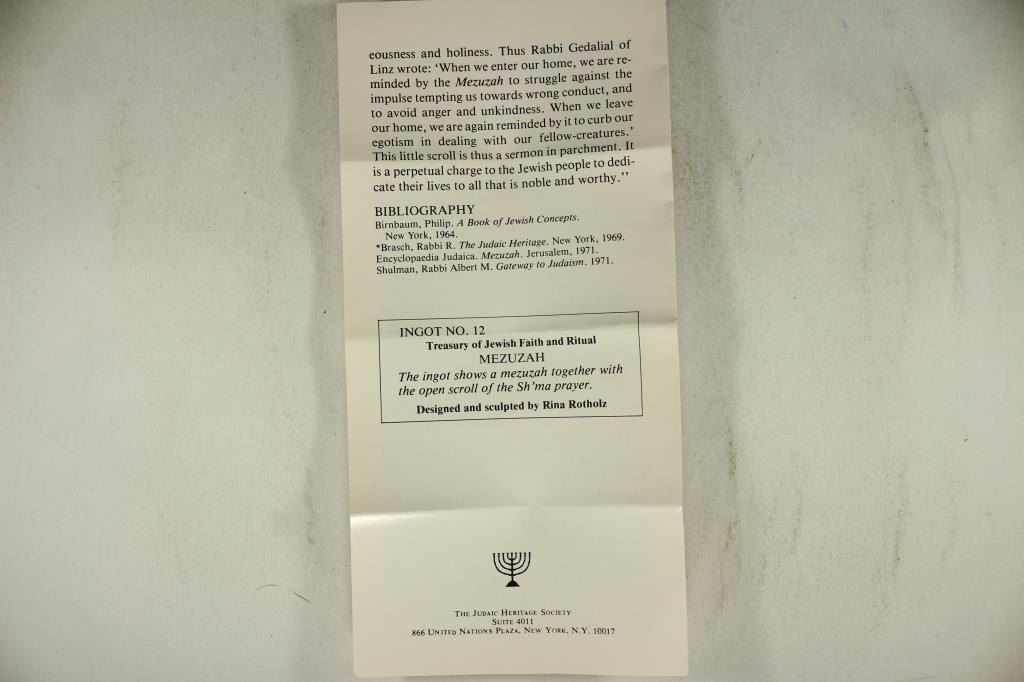 eousness and holiness. Thus Rabbi Gedalial of
Linz wrote: ‘When we enter our home, we are re-
minded by the Mezuzah to struggle against the
impulse tempting us towards wrong conduct, and
to avoid anger and unkindness. When we leave
our home, we are again reminded by it to curb our
egotism in dealing with our fellow-creatures.’
This little scroll is thus a sermon in parchment. It
is a perpetual charge to the Jewish people to dedi-
cate their lives to all that is noble and worthy.’’
BIBLIOGRAPHY
Birnbaum, Philip. A Book of Jewish Concepts.
New York, 1964.
*Brasch, Rabbi R. The Judaic Heritage. New York, 1969.
Encyclopaedia Judaica. Mezuzah. Jerusalem, 1971.
Shulman, Rabbi Albert M. Gateway to Judaism. 1971.
INGOT NO. 12
Treasury of Jewish Faith and Ritual
MEZUZAH
The ingot shows a mezuzah together with
the open scroll of the Sh’ma prayer.
Designed and sculpted by Rina Rotholz
THE JUDAIC HERITAGE SOCIETY
SUITE 4011
866 UNITED NATIONS PLAZA, NEW YORK, N.Y. 10017